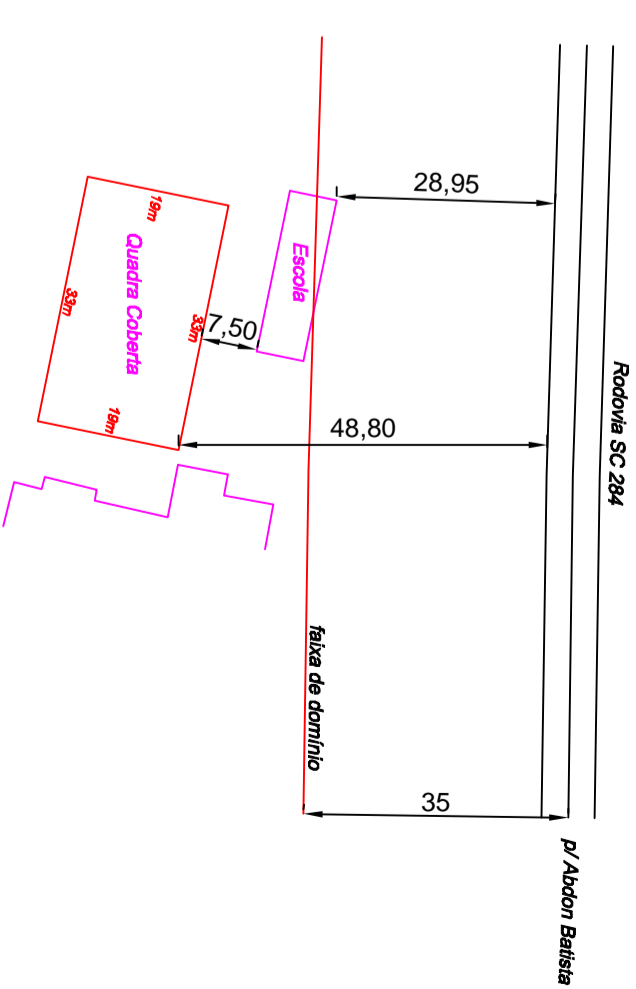 28,95
19m
Escola
Quadra Coberta
33m
33m
7,50
Rodovia SC 284
19m
48,80
faixa de domínio
35
p/ Abdon Batista